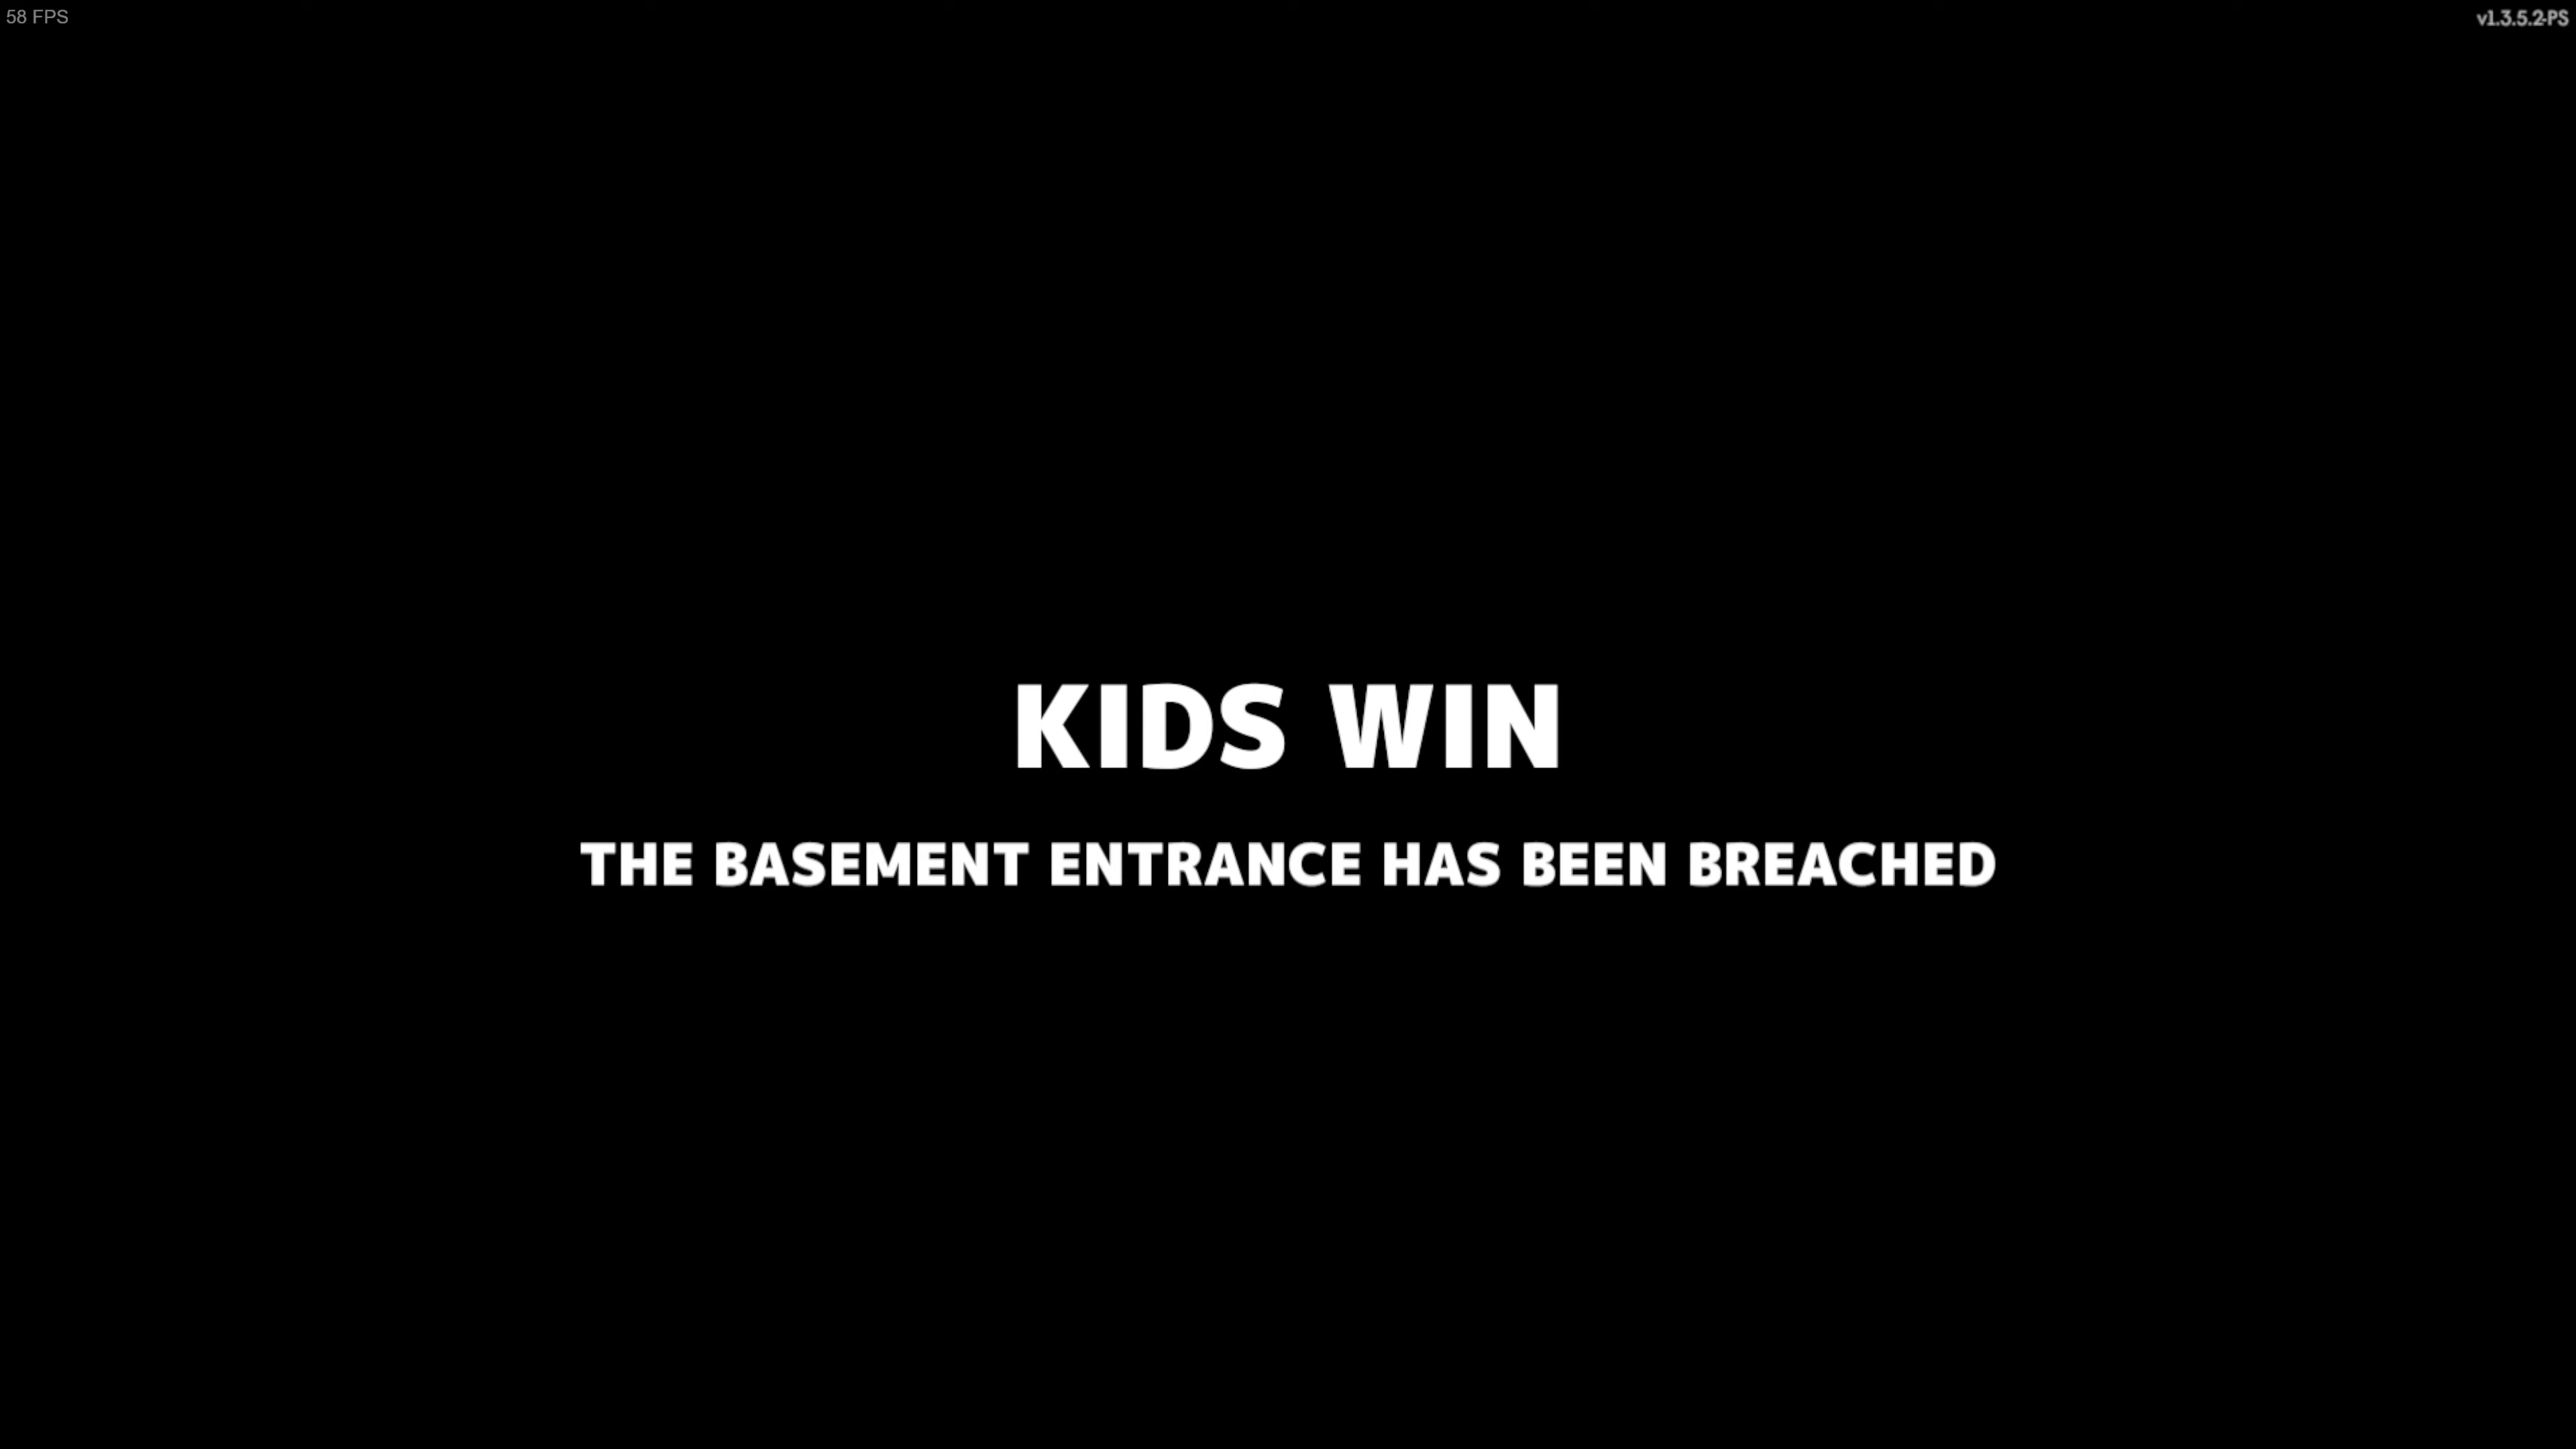 58 FPS
v1.3.5.2-PS
KIDS WIN
THE BASEMENT ENTRANCE HAS BEEN BREACHED